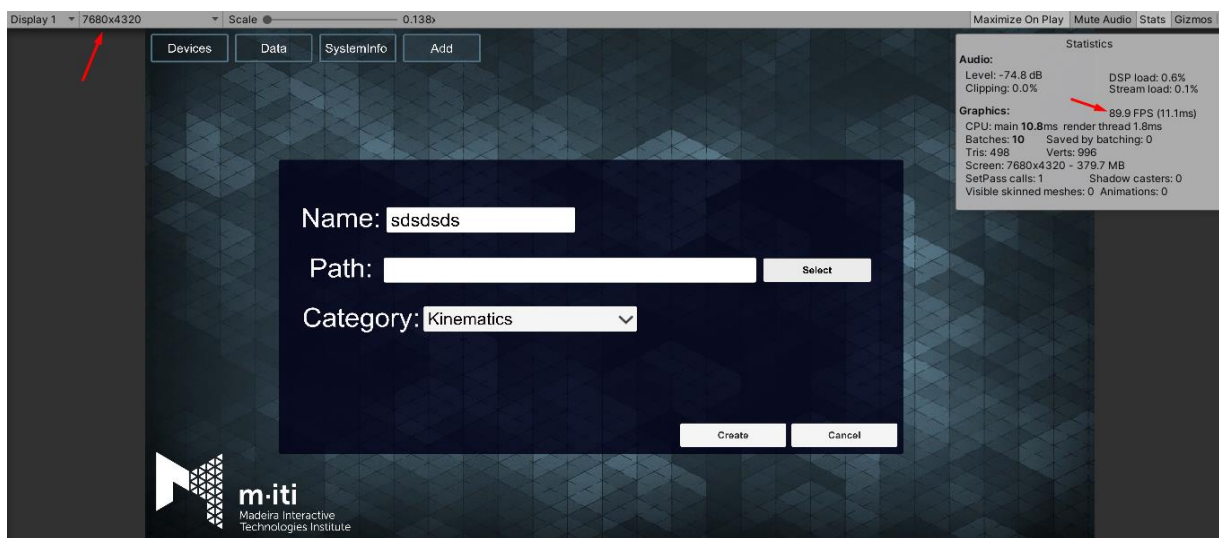 Display 1 7680x4320 Scale 0.138x Maximize On Play Mute Audio Stats Gizmos
Devices Data SystemInfo Add
Statistics
Audio:
Level: -74.8 dB DSP load: 0.6%
Clipping: 0.0% Stream load: 0.1%
Graphics: 89.9 FPS (11.1ms)
CPU: main 10.8ms render thread 1.8ms
Batches: 10 Saved by batching: 0
Tris: 498 Verts: 996
Screen: 7680x4320 - 379.7 MB
SetPass calls: 1 Shadow casters: 0
Visible skinned meshes: 0 Animations: 0
Name: sdsdsds
Path: Select
Category: Kinematics
Create Cancel
m-iti
Madeira Interactive
Technologies Institute